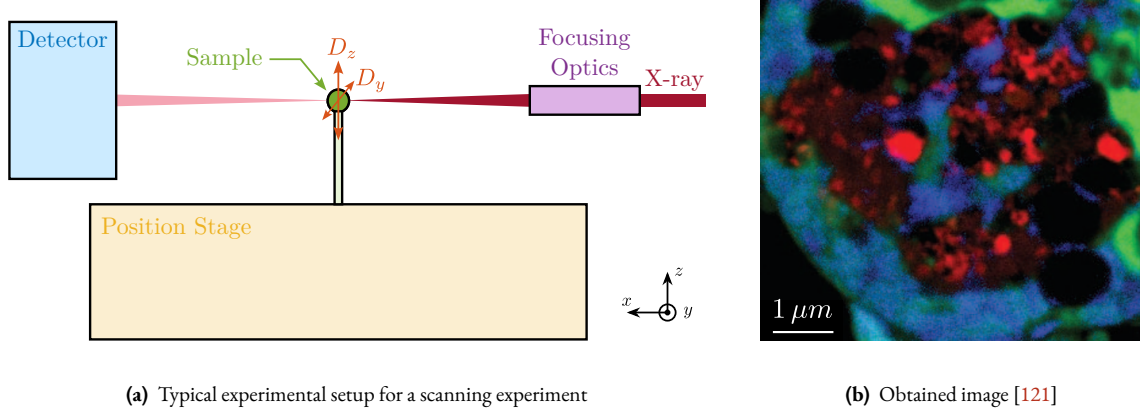 Detector
Sample
D_z
D_y
Focusing
Optics
X-ray
Position Stage
z
x
y
1 μm
(a) Typical experimental setup for a scanning experiment
(b) Obtained image [121]